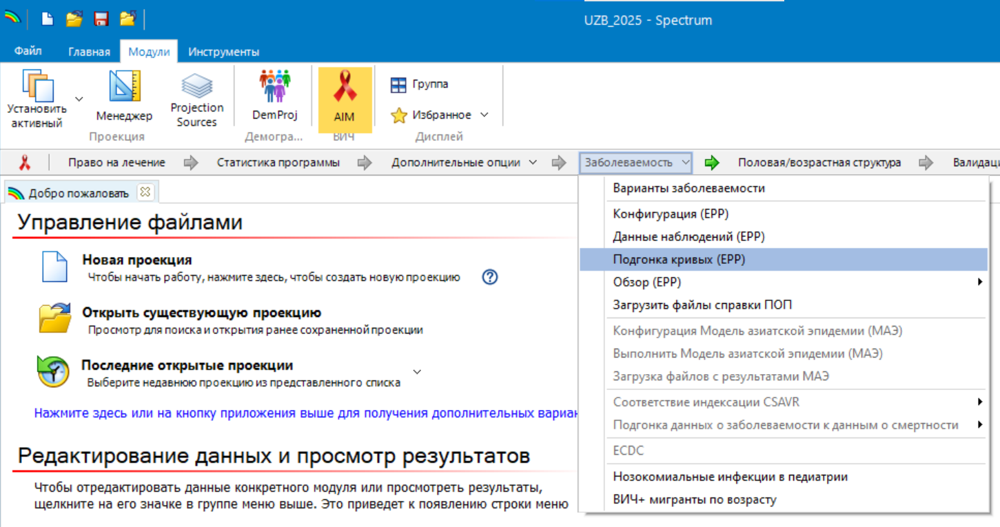 UZB_2025 - Spectrum
Файл Главная Модули Инструменты
Установить активный
Менеджер
Projection Sources
DemProj
AIM
Группа
Избранное
Проекция
Демогра...
ВИЧ
Дисплей
Право на лечение Статистика программы Дополнительные опции Заболеваемость Половая/возрастная структура Валидаци
Добро пожаловать
Управление файлами
Новая проекция
Чтобы начать работу, нажмите здесь, чтобы создать новую проекцию
Открыть существующую проекцию
Просмотр для поиска и открытия ранее сохраненной проекции
Последние открытые проекции
Выберите недавнюю проекцию из представленного списка
Нажмите здесь или на кнопку приложения выше для получения дополнительных вариан
Редактирование данных и просмотр результатов
Чтобы отредактировать данные конкретного модуля или просмотреть результаты,
щелкните на его значке в группе меню выше. Это приведет к появлению строки меню
Варианты заболеваемости
Конфигурация (EPP)
Данные наблюдений (EPP)
Подгонка кривых (EPP)
Обзор (EPP)
Загрузить файлы справки ПОП
Конфигурация Модель азиатской эпидемии (МАЭ)
Выполнить Модель азиатской эпидемии (МАЭ)
Загрузка файлов с результатами МАЭ
Соответствие индексации CSAVR
Подгонка данных о заболеваемости к данным о смертности
ECDC
Нозокомиальные инфекции в педиатрии
ВИЧ+ мигранты по возрасту